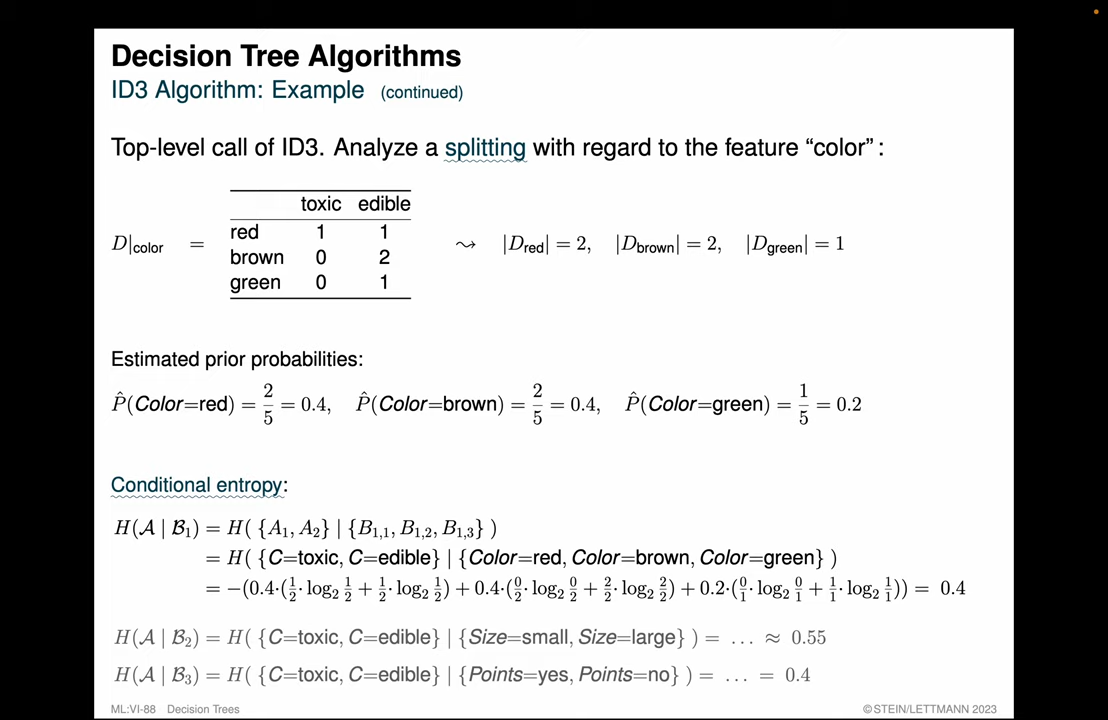 Decision Tree Algorithms
ID3 Algorithm: Example (continued)
Top-level call of ID3. Analyze a splitting with regard to the feature “color” :
toxic edible
red 1 1
D|color = brown 0 2 ⤳ |Dred| = 2, |Dbrown| = 2, |Dgreen| = 1
green 0 1
Estimated prior probabilities:
P̂(Color=red) = 2/5 = 0.4, P̂(Color=brown) = 2/5 = 0.4, P̂(Color=green) = 1/5 = 0.2
Conditional entropy:
H(𝒜 | ℬ₁) = H( {A₁, A₂} | {B₁,₁, B₁,₂, B₁,₃} )
= H( {C=toxic, C=edible} | {Color=red, Color=brown, Color=green} )
= −(0.4·(1/2· log₂ 1/2 + 1/2· log₂ 1/2) + 0.4·(0/2· log₂ 0/2 + 2/2· log₂ 2/2) + 0.2·(0/1· log₂ 0/1 + 1/1· log₂ 1/1)) = 0.4
H(𝒜 | ℬ₂) = H( {C=toxic, C=edible} | {Size=small, Size=large} ) = … ≈ 0.55
H(𝒜 | ℬ₃) = H( {C=toxic, C=edible} | {Points=yes, Points=no} ) = … = 0.4
ML:VI-88 Decision Trees ©STEIN/LETTMANN 2023